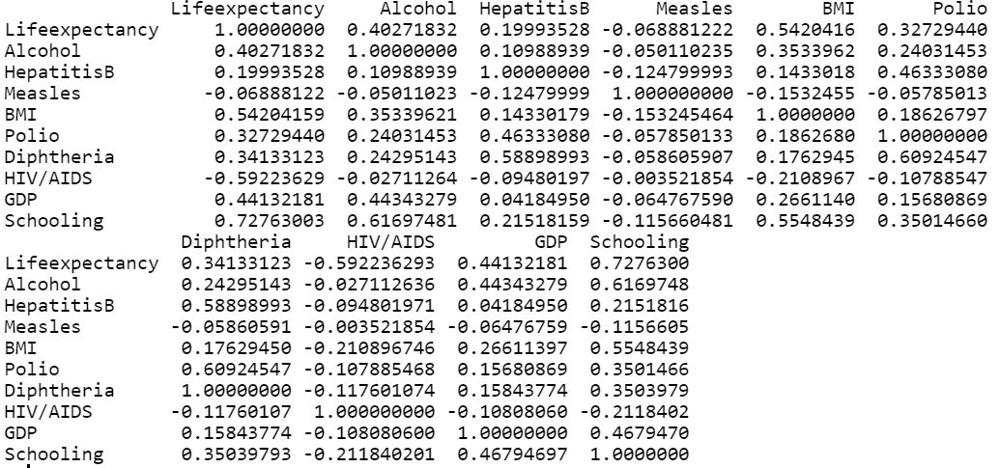 Lifeexpectancy Alcohol HepatitisB Measles BMI Polio
Lifeexpectancy 1.00000000 0.40271832 0.19993528 -0.068881222 0.5420416 0.32729440
Alcohol 0.40271832 1.00000000 0.10988939 -0.050110235 0.3533962 0.24031453
HepatitisB 0.19993528 0.10988939 1.00000000 -0.124799993 0.1433018 0.46333080
Measles -0.06888122 -0.05011023 -0.12479999 1.000000000 -0.1532455 -0.05785013
BMI 0.54204159 0.35339621 0.14330179 -0.153245464 1.0000000 0.18626797
Polio 0.32729440 0.24031453 0.46333080 -0.057850133 0.1862680 1.00000000
Diphtheria 0.34133123 0.24295143 0.58898993 -0.058605907 0.1762945 0.60924547
HIV/AIDS -0.59223629 -0.02711264 -0.09480197 -0.003521854 -0.2108967 -0.10788547
GDP 0.44132181 0.44343279 0.04184950 -0.064767590 0.2661140 0.15680869
Schooling 0.72763003 0.61697481 0.21518159 -0.115660481 0.5548439 0.35014660
Diphtheria HIV/AIDS GDP Schooling
Lifeexpectancy 0.34133123 -0.592236293 0.44132181 0.7276300
Alcohol 0.24295143 -0.027112636 0.44343279 0.6169748
HepatitisB 0.58898993 -0.094801971 0.04184950 0.2151816
Measles -0.05860591 -0.003521854 -0.06476759 -0.1156605
BMI 0.17629450 -0.210896746 0.26611397 0.5548439
Polio 0.60924547 -0.107885468 0.15680869 0.3501466
Diphtheria 1.00000000 -0.117601074 0.15843774 0.3503979
HIV/AIDS -0.11760107 1.000000000 -0.10808060 -0.2118402
GDP 0.15843774 -0.108080600 1.00000000 0.4679470
Schooling 0.35039793 -0.211840201 0.46794697 1.0000000